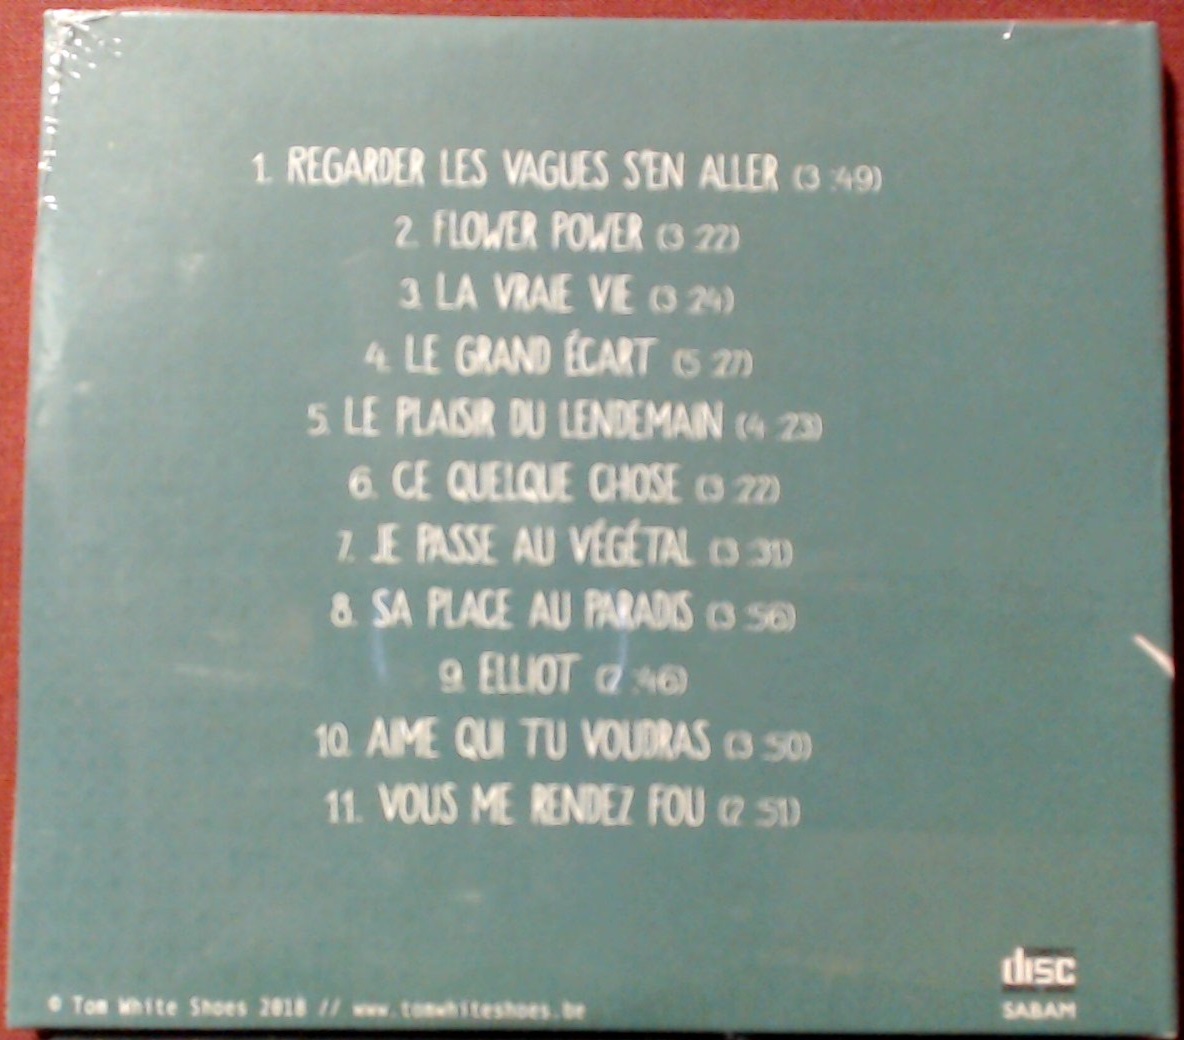 1. REGARDER LES VAGUES S'EN ALLER (3 :49)
2. FLOWER POWER (3 :22)
3. LA VRAIE VIE (3 :24)
4. LE GRAND ÉCART (5 :27)
5. LE PLAISIR DU LENDEMAIN (4 :23)
6. CE QUELQUE CHOSE (3 :22)
7. JE PASSE AU VÉGÉTAL (3 :31)
8. SA PLACE AU PARADIS (3 :56)
9. ELLIOT (2 :46)
10. AIME QUI TU VOUDRAS (3 :50)
11. VOUS ME RENDEZ FOU (2 :51)
disc
SABAM
© Tom White Shoes 2018 // www.tomwhiteshoes.be